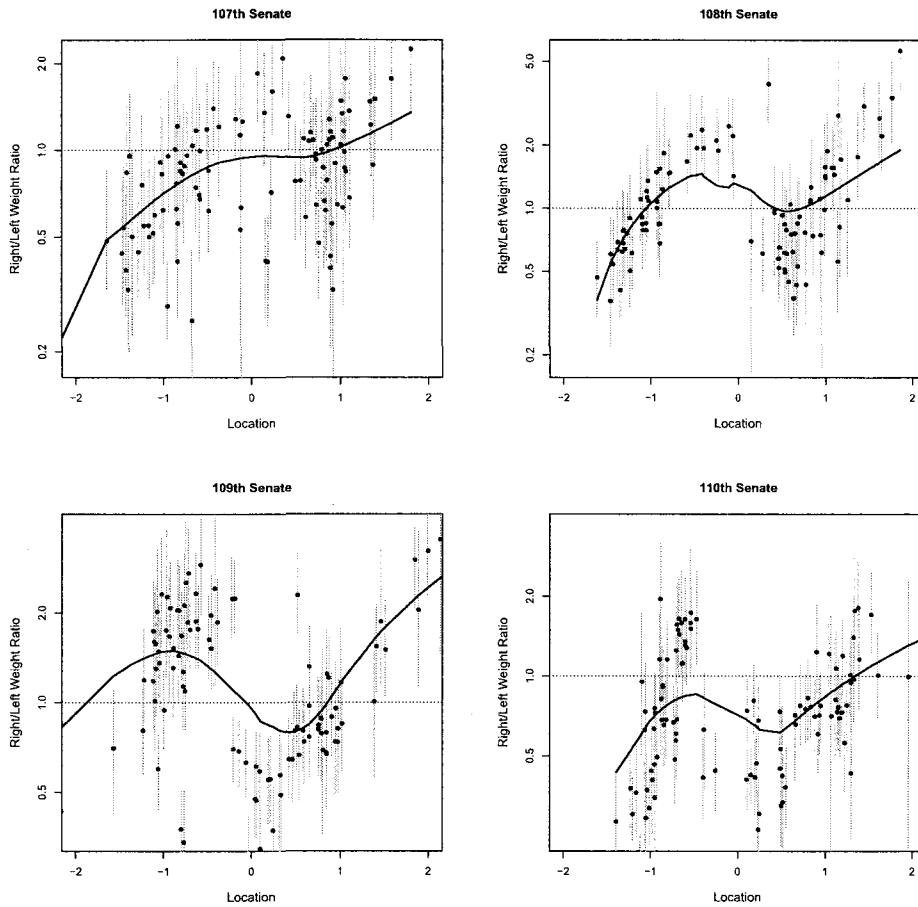 107th Senate
Right/Left Weight Ratio
2.0
1.0
0.5
0.2
−2
−1
0
1
2
Location
108th Senate
Right/Left Weight Ratio
5.0
2.0
1.0
0.5
0.2
−2
−1
0
1
2
Location
109th Senate
Right/Left Weight Ratio
2.0
1.0
0.5
−2
−1
0
1
2
Location
110th Senate
Right/Left Weight Ratio
2.0
1.0
0.5
−2
−1
0
1
2
Location